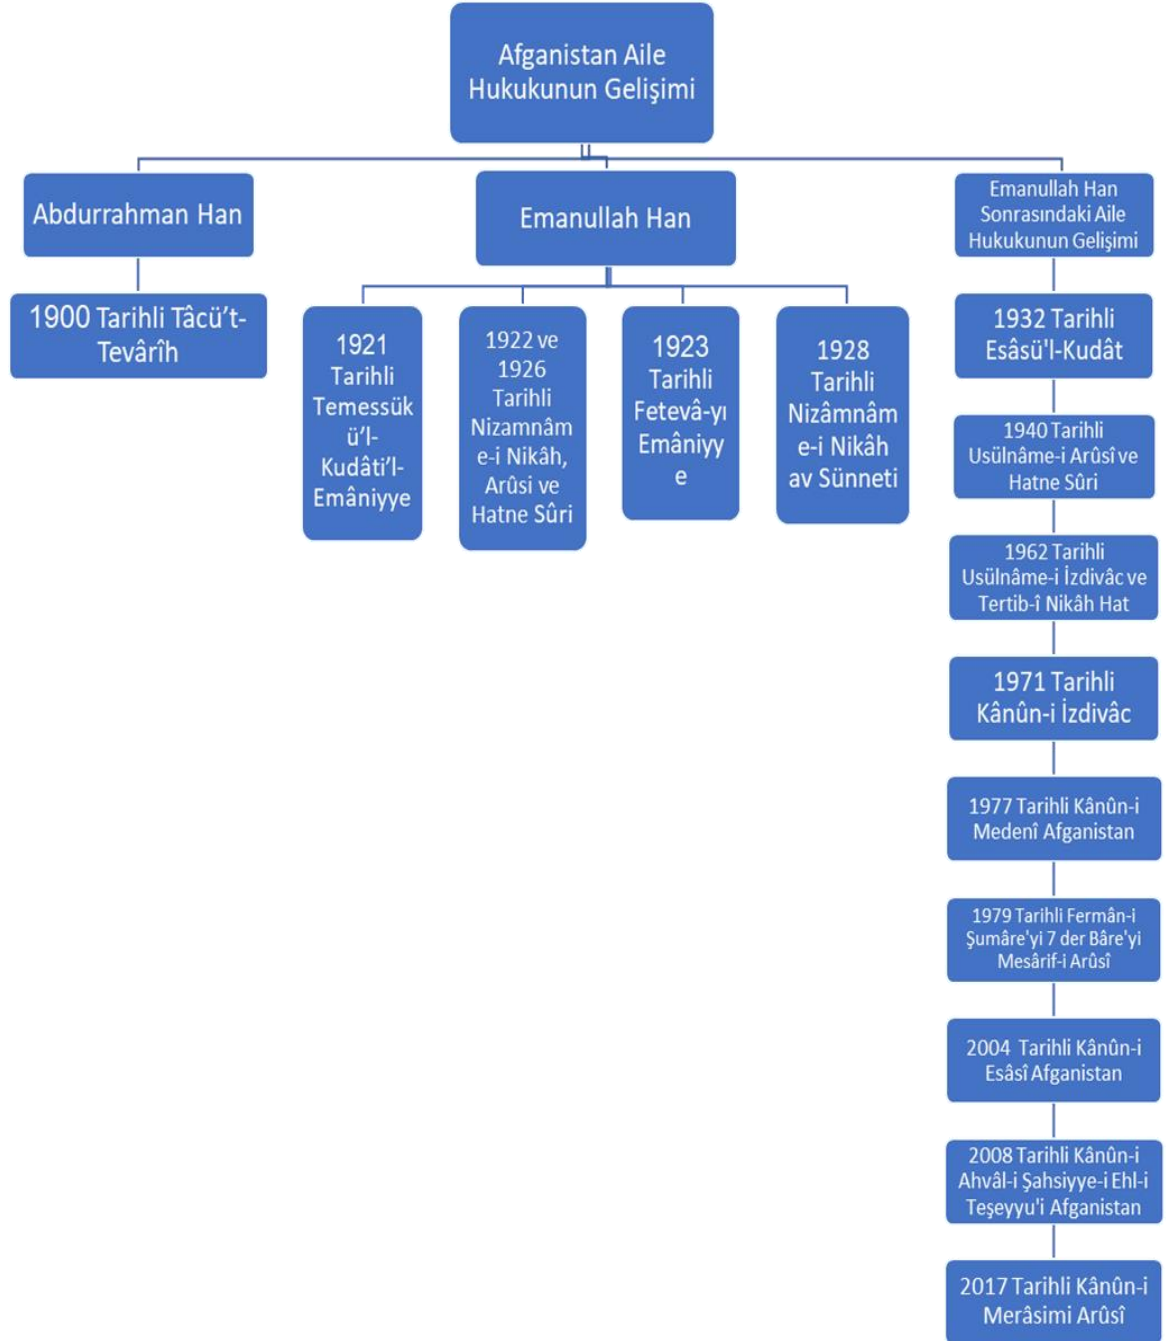 Afganistan Aile
Hukukunun Gelişimi
Abdurrahman Han
1900 Tarihli Tâcü’t-
Tevârîh
Emanullah Han
1921
Tarihli
Temessük
ü’l-
Kudâti’l-
Emâniyye
1922 ve
1926
Tarihli
Nizamnâm
e-i Nikâh,
Arûsi ve
Hatne Sûri
1923
Tarihli
Fetevâ-yı
Emâniyy
e
1928
Tarihli
Nizâmnâm
e-i Nikâh
av Sünneti
Emanullah Han
Sonrasındaki Aile
Hukukunun Gelişimi
1932 Tarihli
Esâsü'l-Kudât
1940 Tarihli
Usülnâme-i Arûsî ve
Hatne Sûri
1962 Tarihli
Usülnâme-i İzdivâc ve
Tertib-î Nikâh Hat
1971 Tarihli
Kânûn-i İzdivâc
1977 Tarihli Kânûn-i
Medenî Afganistan
1979 Tarihli Fermân-i
Şumâre'yi 7 der Bâre'yi
Mesârif-i Arûsî
2004 Tarihli Kânûn-i
Esâsî Afganistan
2008 Tarihli Kânûn-i
Ahvâl-i Şahsiyye-i Ehl-i
Teşeyyu'i Afganistan
2017 Tarihli Kânûn-i
Merâsimi Arûsî